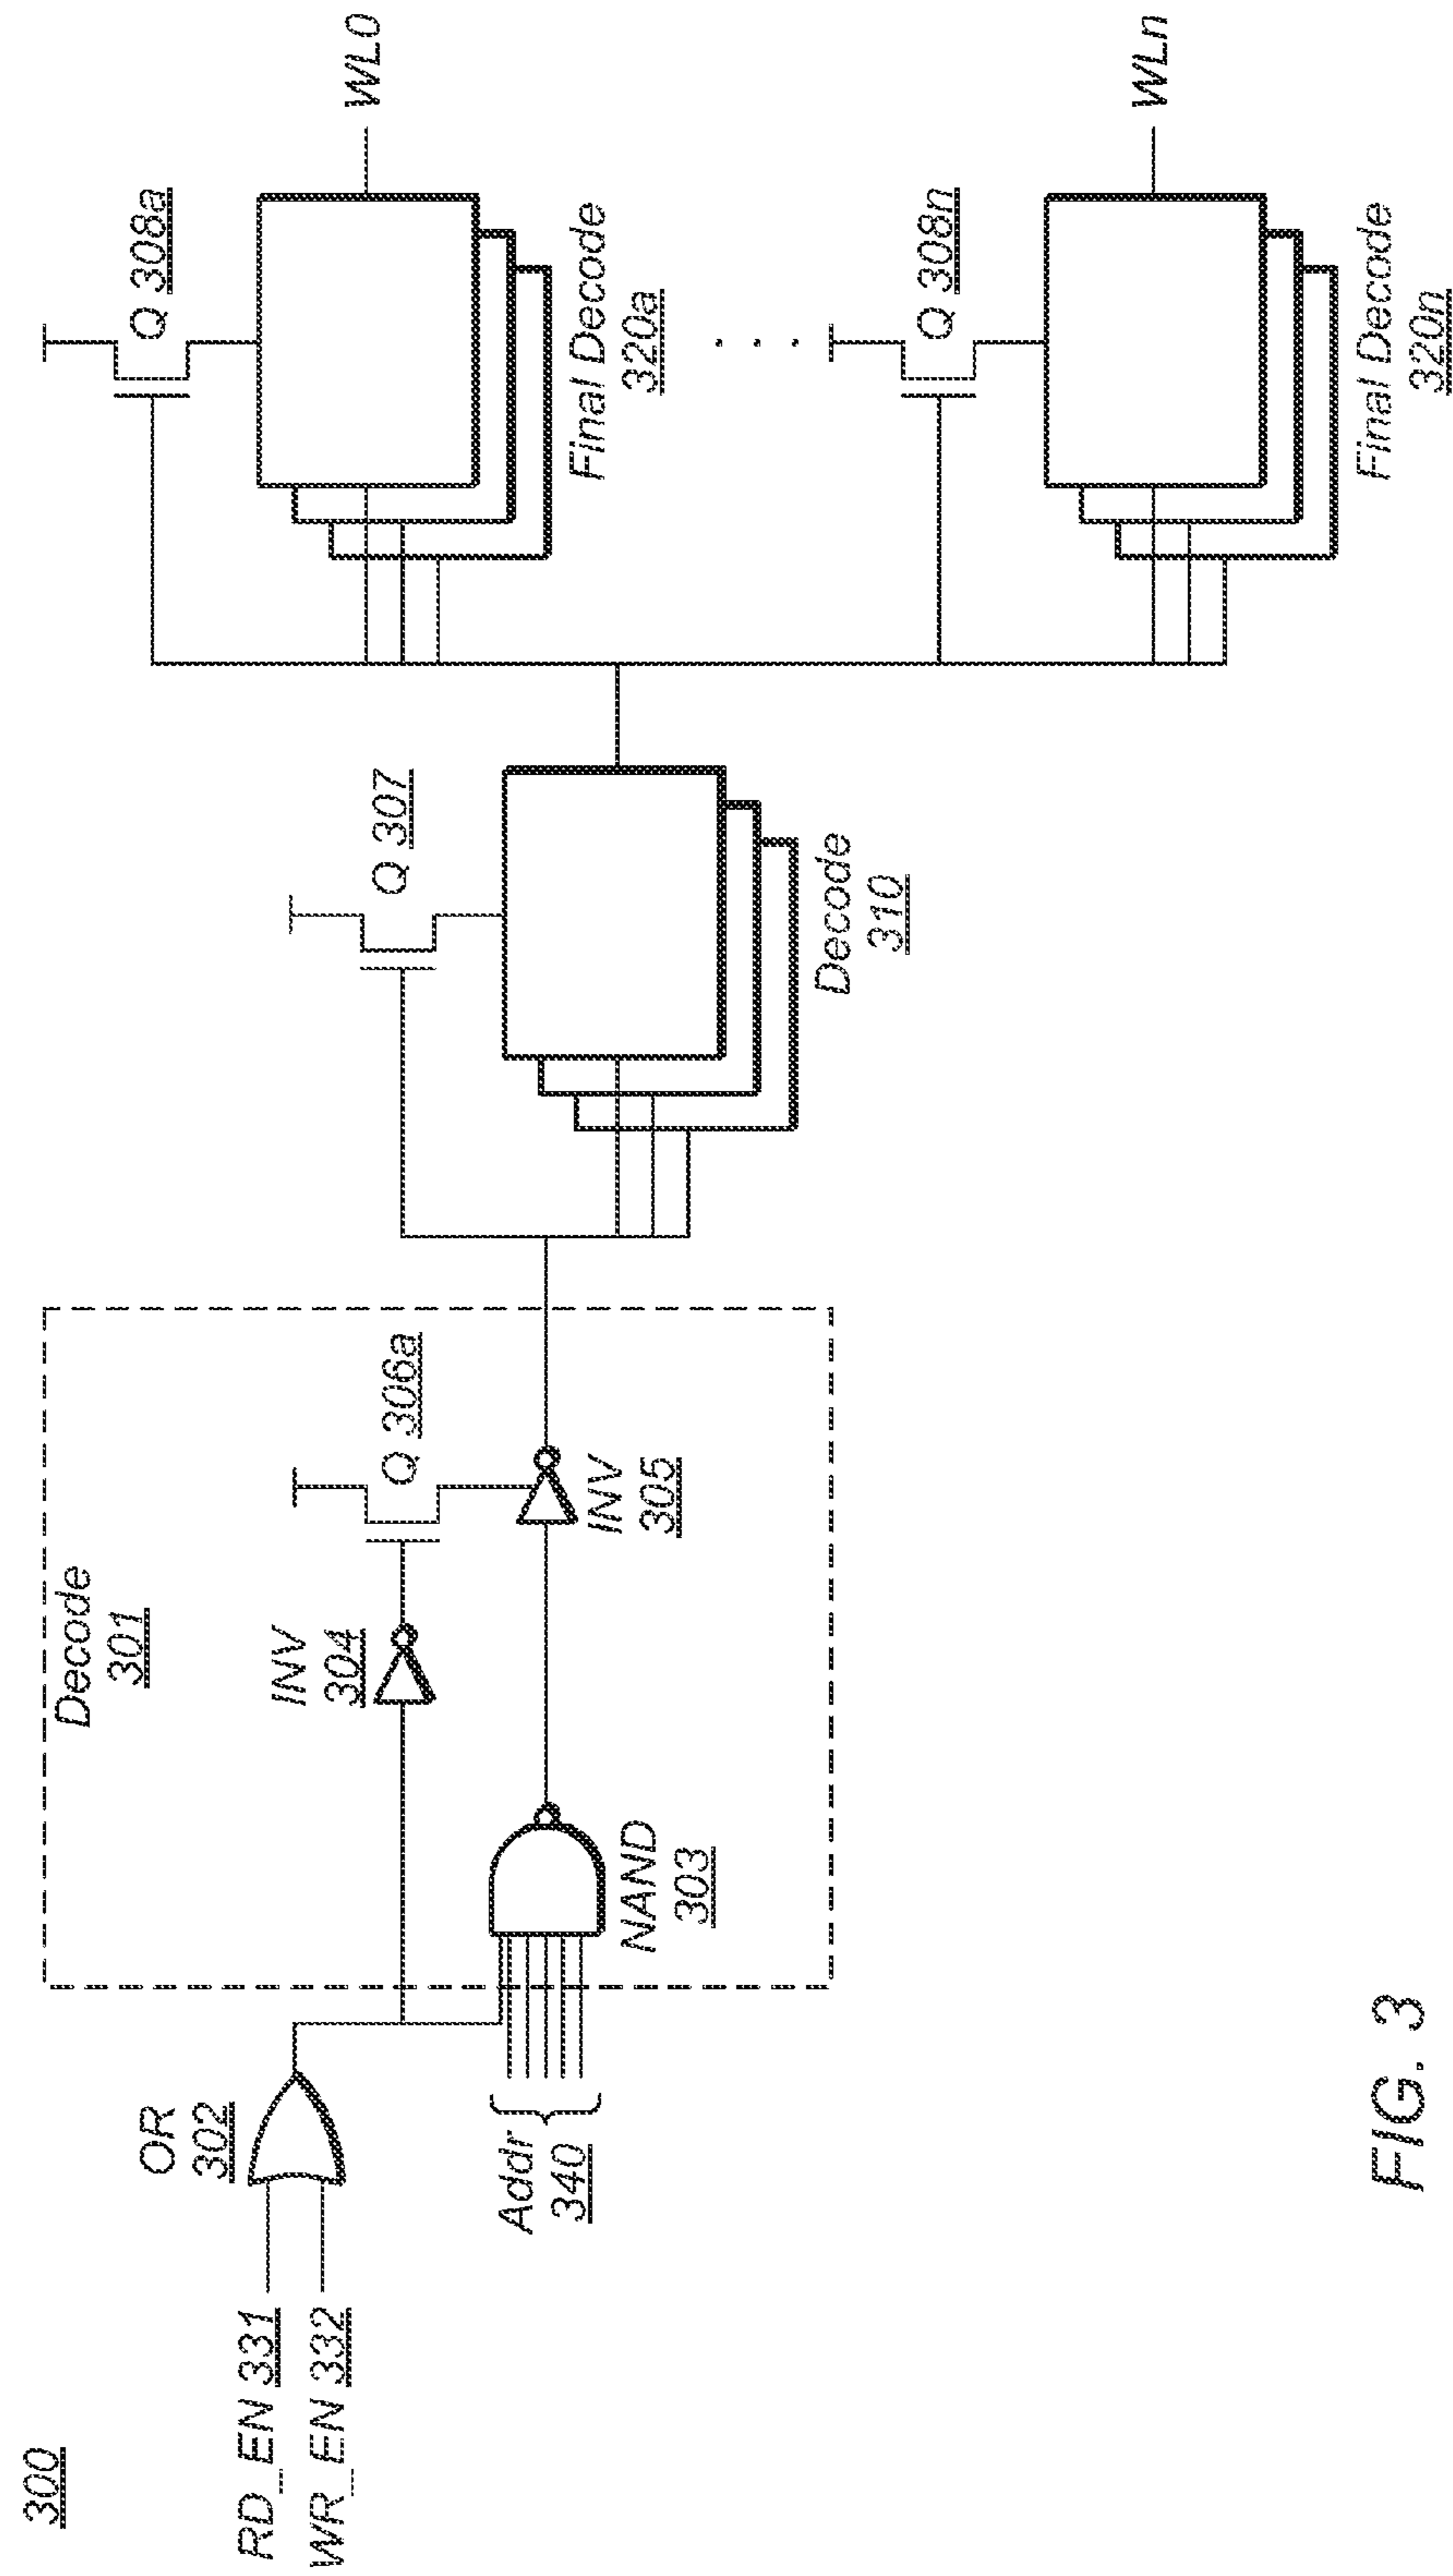 300
RD_EN 331
WR_EN 332
OR
302
Addr
340
Decode
301
INV
304
NAND
303
Q 306a
INV
305
Q 307
Decode
310
Q 308a
WL0
Final Decode
320a
. . .
Q 308n
WLn
Final Decode
320n
FIG. 3